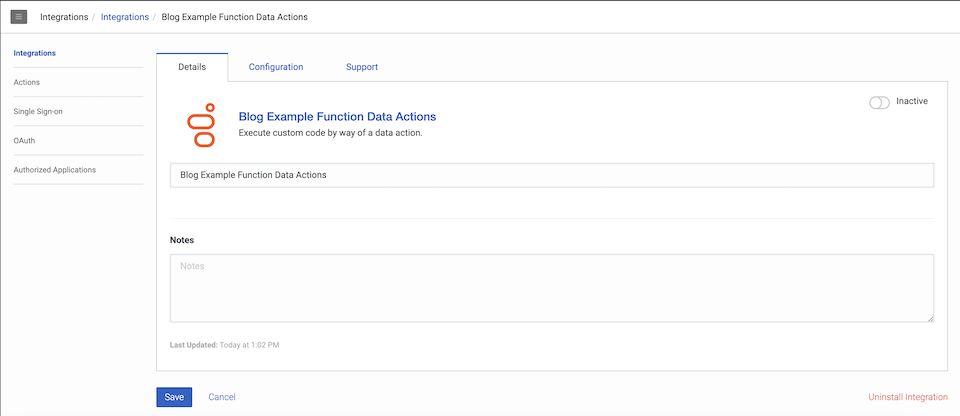 Integrations / Integrations / Blog Example Function Data Actions
Integrations
Actions
Single Sign-on
OAuth
Authorized Applications
Details Configuration Support
Inactive
Blog Example Function Data Actions
Execute custom code by way of a data action.
Blog Example Function Data Actions
Notes
Notes
Last Updated: Today at 1:02 PM
Save Cancel Uninstall Integration